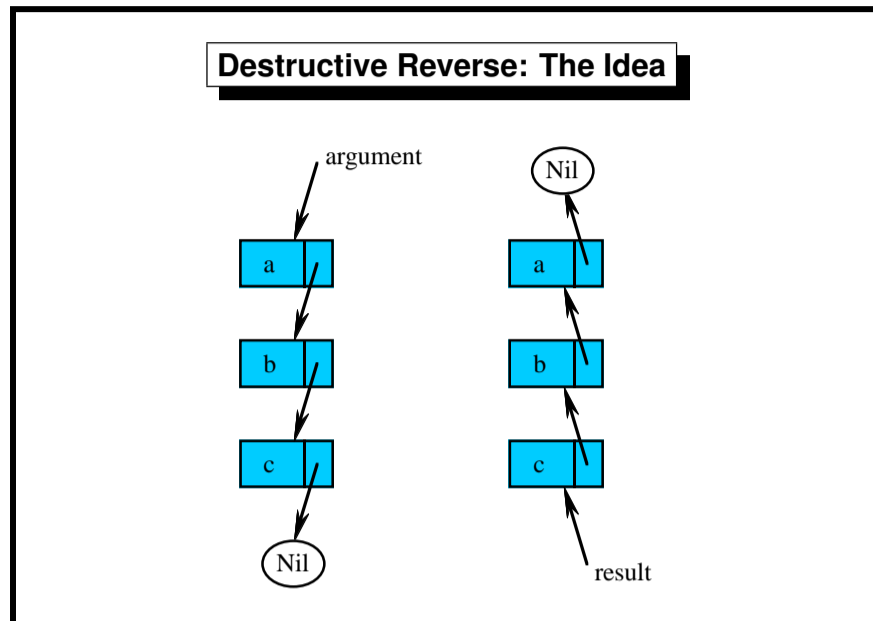 Destructive Reverse: The Idea
argument
a
b
c
Nil
Nil
a
b
c
result